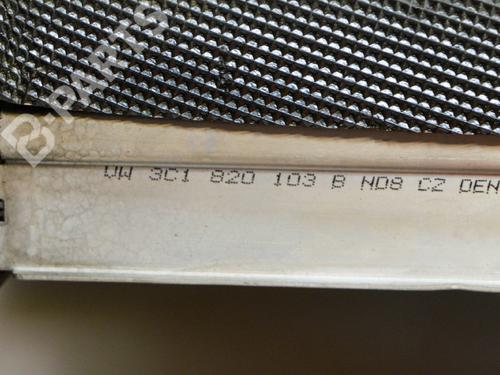 B-PARTS
VW 3C1 820 103 B ND8 CZ DEN